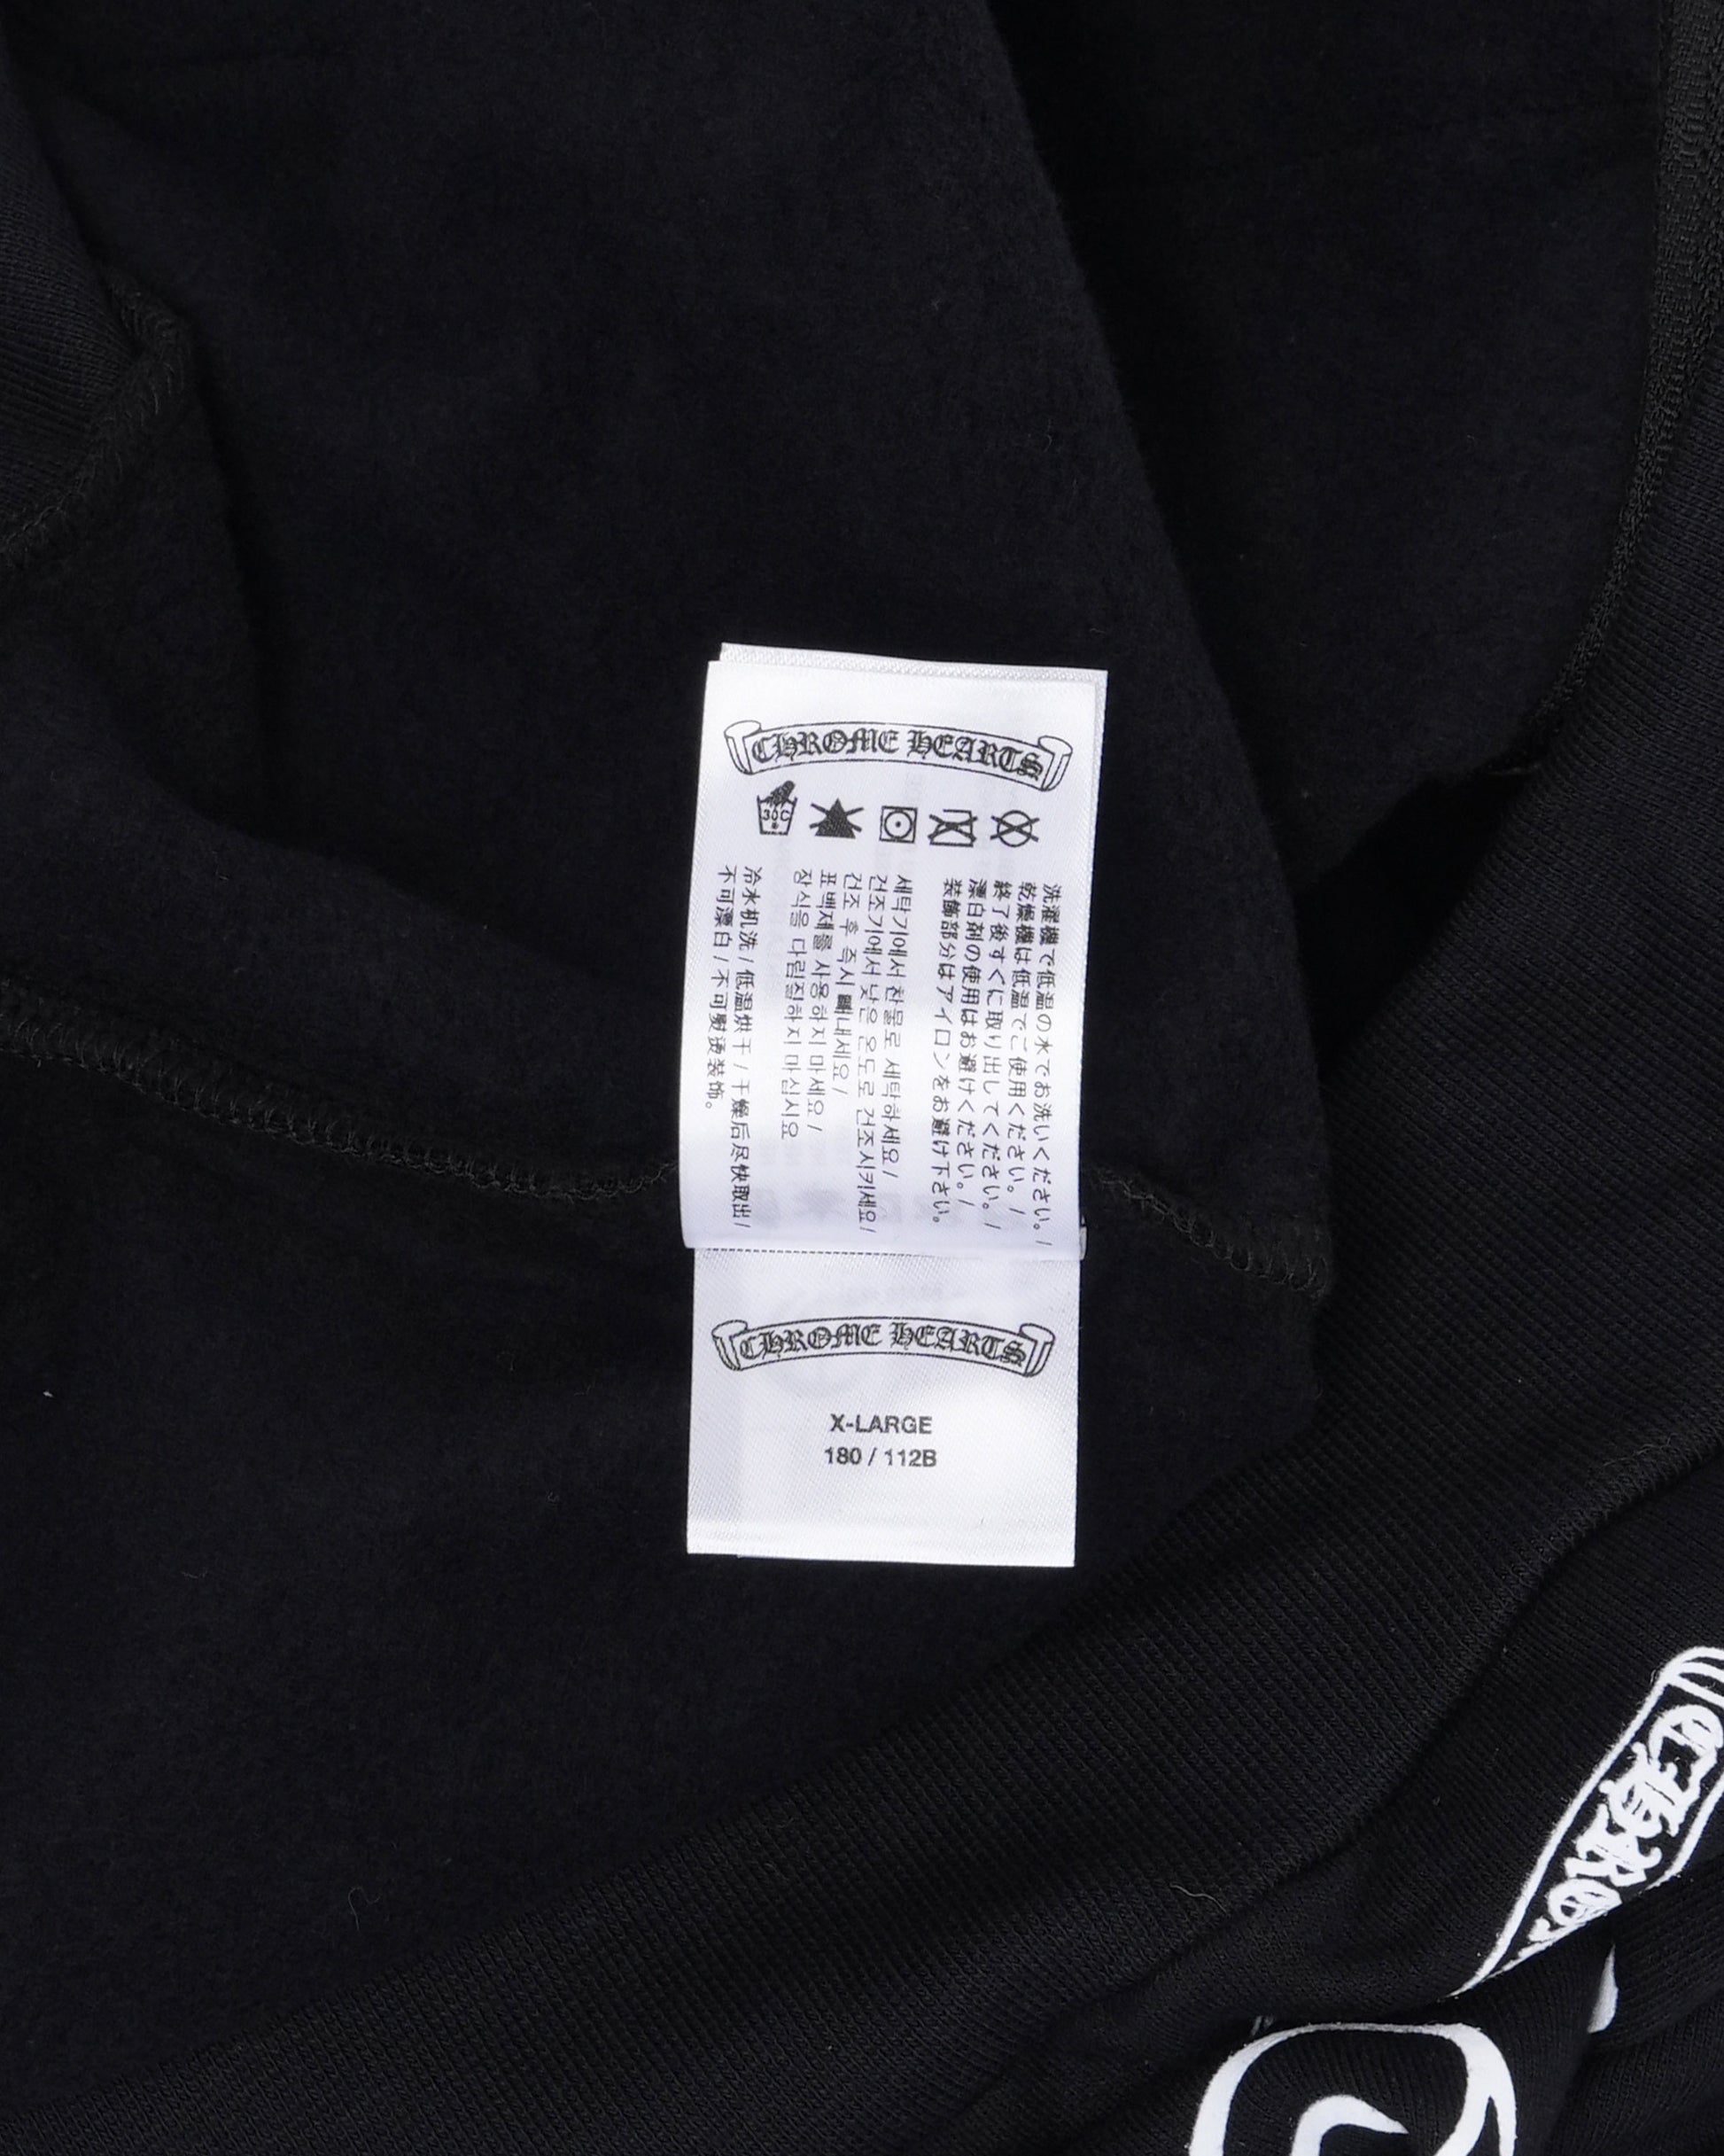 CHROME HEARTS
30C
洗濯機で低温の水でお洗いください。/
乾燥機は低温でご使用ください。/
終了後すぐに取り出してください。/
漂白剤の使用はお避けください。/
装飾部分はアイロンをお避け下さい。
세탁기에서 찬물로 세탁하세요/
건조기에서 낮은 온도로 건조시키세요/
건조 후 즉시 빼내세요/
표백제를 사용하지 마세요/
장식을 다림질하지 마십시요
冷水机洗/低温烘干/干燥后尽快取出/
不可漂白/不可熨烫装饰。
CHROME HEARTS
X-LARGE
180 / 112B
CHRO